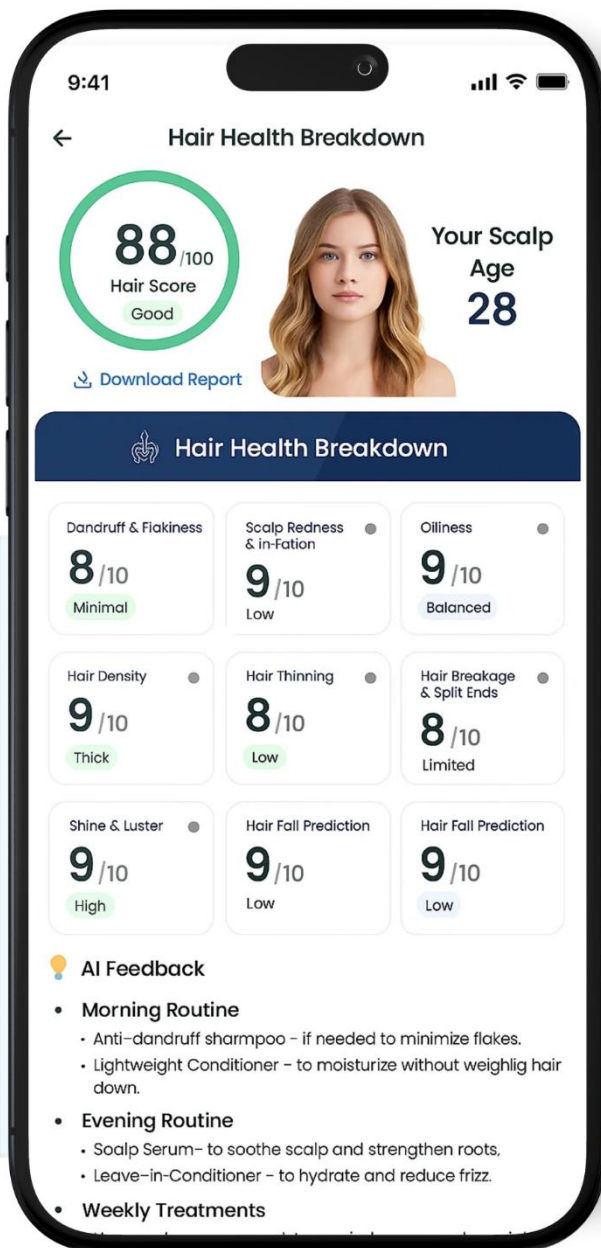 9:41
Hair Health Breakdown
88/100
Hair Score
Good
Download Report
Your Scalp
Age
28
Hair Health Breakdown
Dandruff & Fiakiness
8/10
Minimal
Scalp Redness
& in-Fation
9/10
Low
Oiliness
9/10
Balanced
Hair Density
9/10
Thick
Hair Thinning
8/10
Low
Hair Breakage
& Split Ends
8/10
Limited
Shine & Luster
9/10
High
Hair Fall Prediction
9/10
Low
Hair Fall Prediction
9/10
Low
AI Feedback
• Morning Routine
• Anti-dandruff sharmpoo - if needed to minimize flakes.
• Lightweight Conditioner - to moisturize without weighlig hair
down.
• Evening Routine
• Soalp Serum- to soothe scalp and strengthen roots,
• Leave-in-Conditioner - to hydrate and reduce frizz.
• Weekly Treatments